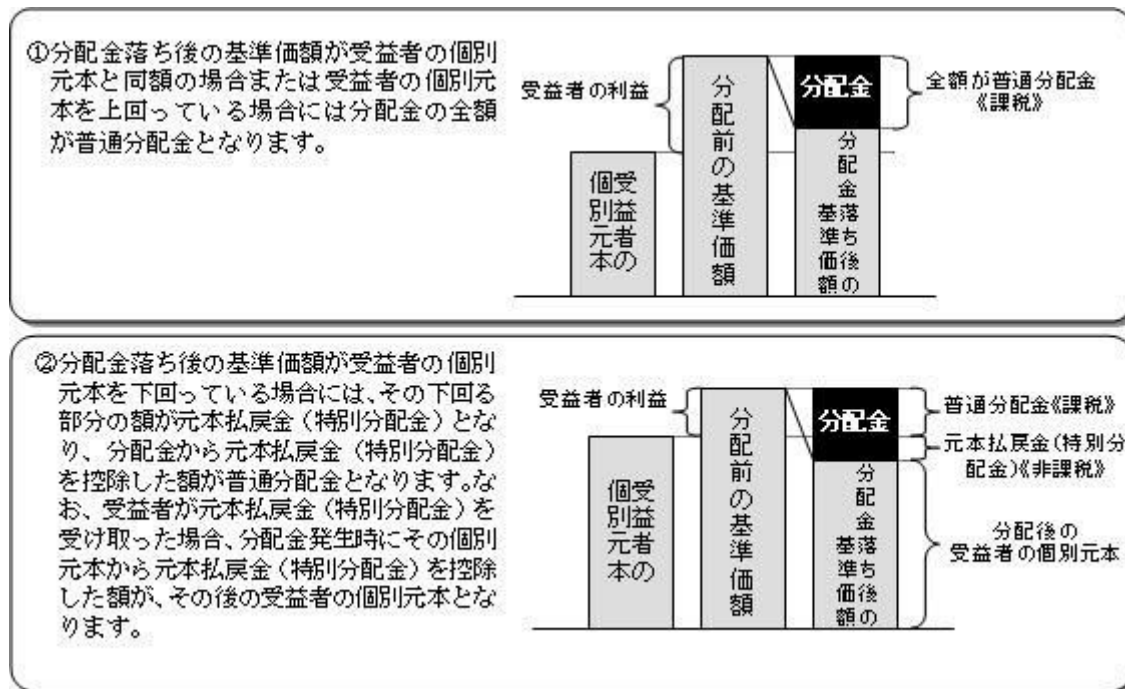 ①分配金落ち後の基準価額が受益者の個別
元本と同額の場合または受益者の個別元
本を上回っている場合には分配金の全額
が普通分配金となります。
受益者の利益
受益者の
個別元本
分配前の基準価額
分配金
分配金落ち後の
基準価額
全額が普通分配金
《課税》
②分配金落ち後の基準価額が受益者の個別
元本を下回っている場合には、その下回る
部分の額が元本払戻金（特別分配金）とな
り、分配金から元本払戻金（特別分配金）
を控除した額が普通分配金となります。な
お、受益者が元本払戻金（特別分配金）を
受け取った場合、分配金発生時にその個別
元本から元本払戻金（特別分配金）を控除
した額が、その後の受益者の個別元本とな
ります。
受益者の利益
受益者の
個別元本
分配前の基準価額
分配金
分配金落ち後の
基準価額
普通分配金《課税》
元本払戻金（特別分
配金）《非課税》
分配後の
受益者の個別元本